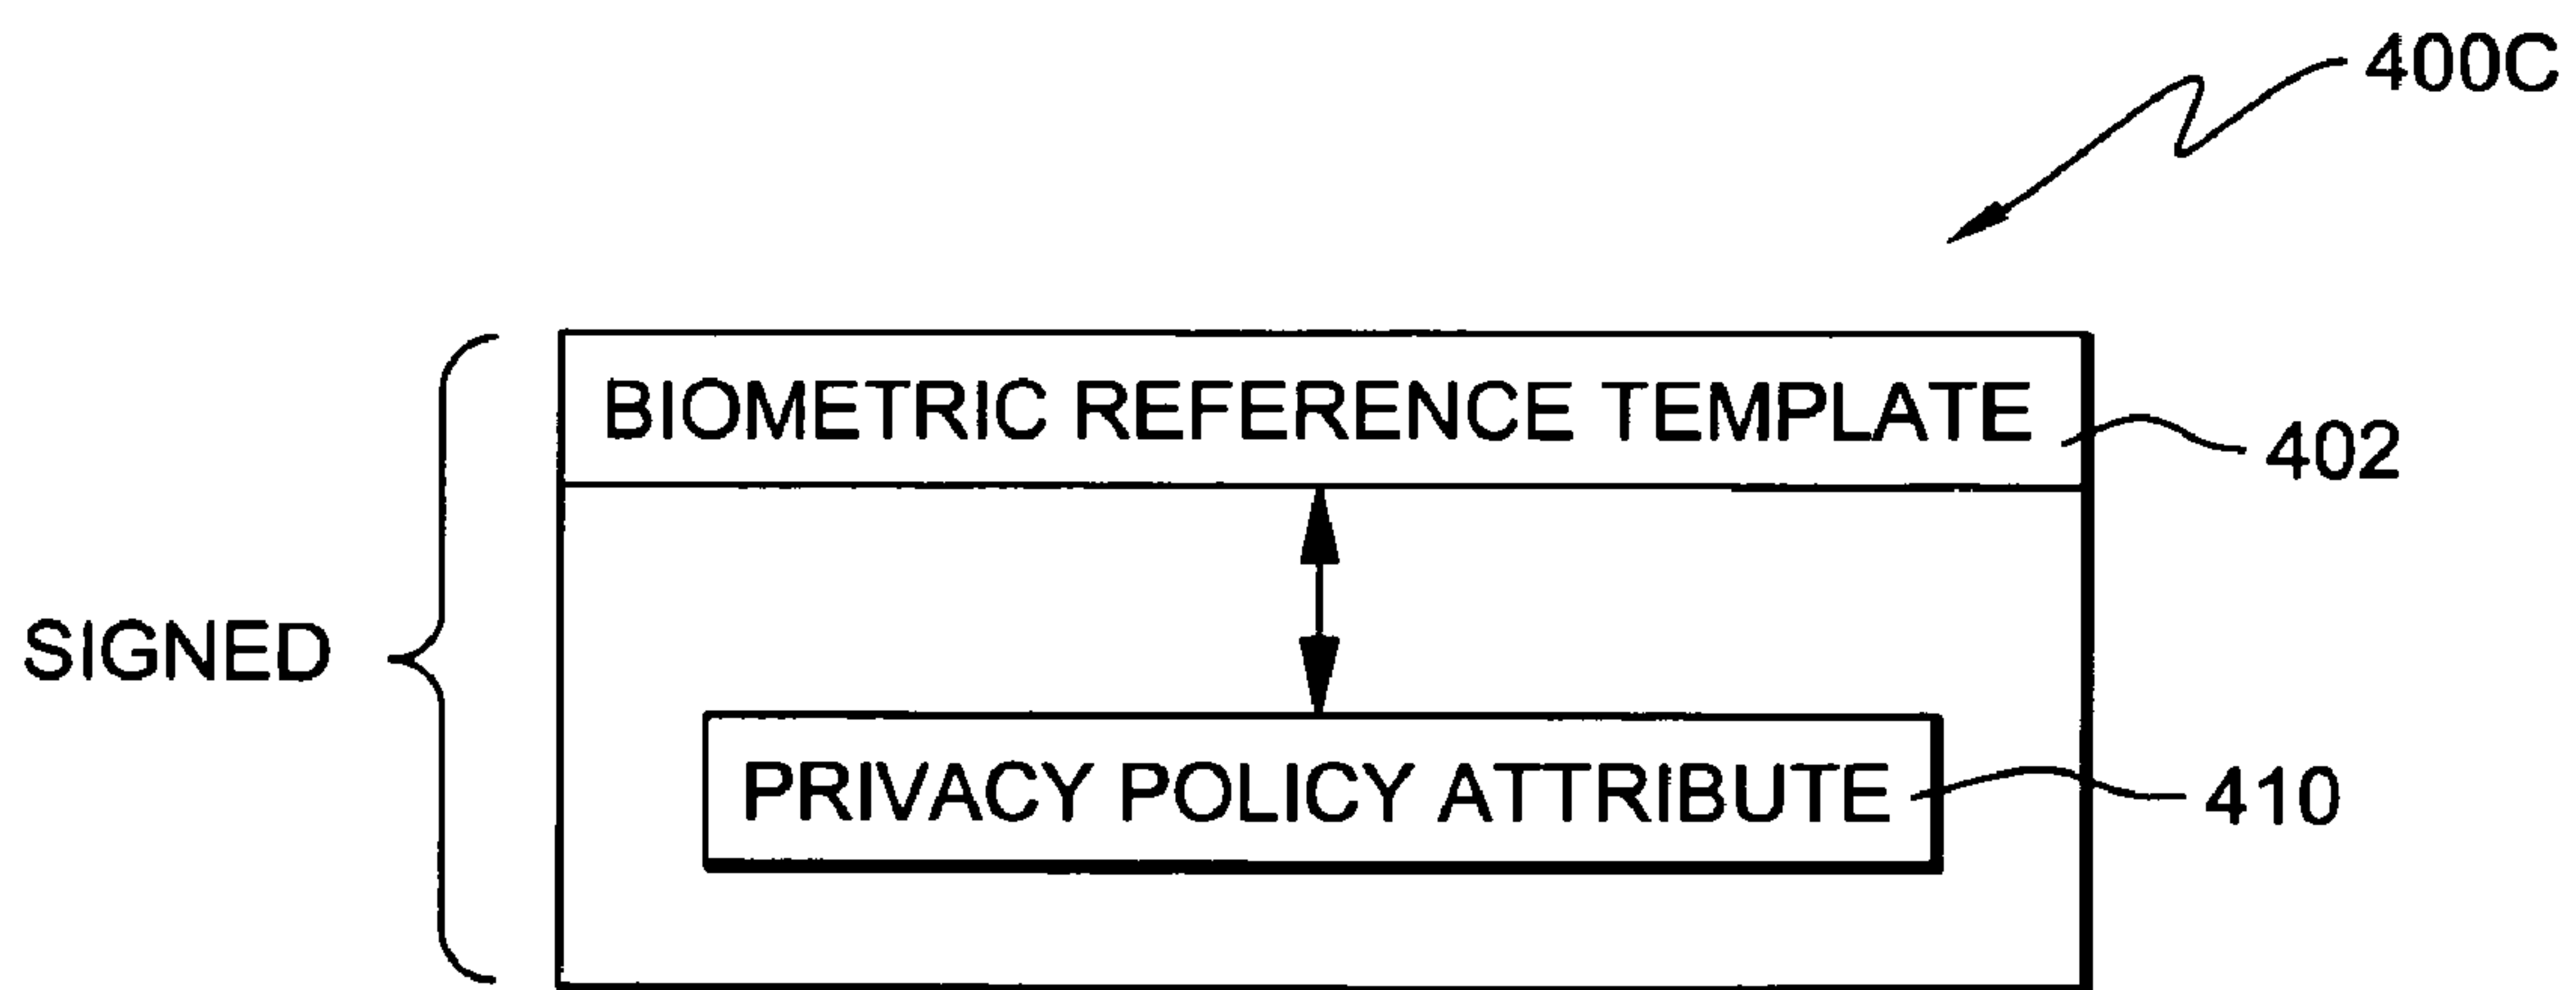 400C
BIOMETRIC REFERENCE TEMPLATE
402
SIGNED
PRIVACY POLICY ATTRIBUTE
410